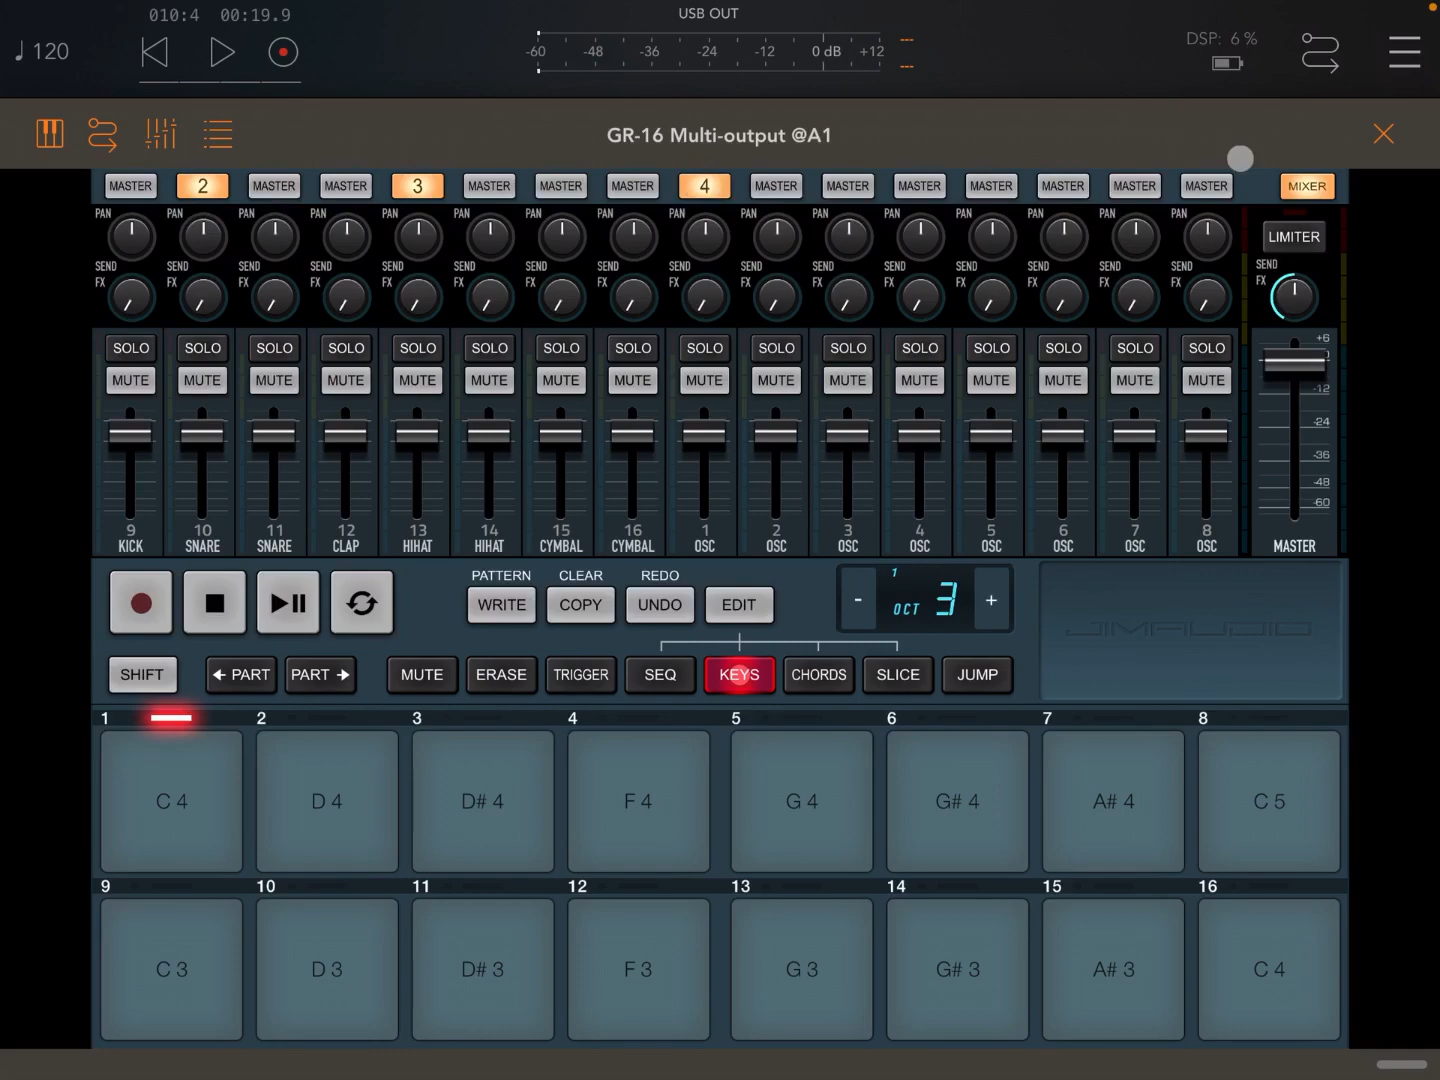 010:4 00:19.9
USB OUT
♩120
-60 -48 -36 -24 -12 0 dB +12
DSP: 6 %
GR-16 Multi-output @A1
MASTER 2 MASTER MASTER 3 MASTER MASTER MASTER 4 MASTER MASTER MASTER MASTER MASTER MASTER MASTER MIXER
PAN PAN PAN PAN PAN PAN PAN PAN PAN PAN PAN PAN PAN PAN PAN PAN
LIMITER
SEND SEND SEND SEND SEND SEND SEND SEND SEND SEND SEND SEND SEND SEND SEND SEND SEND
FX FX FX FX FX FX FX FX FX FX FX FX FX FX FX FX FX
SOLO SOLO SOLO SOLO SOLO SOLO SOLO SOLO SOLO SOLO SOLO SOLO SOLO SOLO SOLO SOLO
MUTE MUTE MUTE MUTE MUTE MUTE MUTE MUTE MUTE MUTE MUTE MUTE MUTE MUTE MUTE MUTE
+6
-12
-24
-36
-48
-60
9 10 11 12 13 14 15 16 1 2 3 4 5 6 7 8
KICK SNARE SNARE CLAP HIHAT HIHAT CYMBAL CYMBAL OSC OSC OSC OSC OSC OSC OSC OSC MASTER
PATTERN CLEAR REDO
WRITE COPY UNDO EDIT
1
- OCT 3 +
JIMAUDIO
SHIFT ← PART PART → MUTE ERASE TRIGGER SEQ KEYS CHORDS SLICE JUMP
1 2 3 4 5 6 7 8
C 4 D 4 D# 4 F 4 G 4 G# 4 A# 4 C 5
9 10 11 12 13 14 15 16
C 3 D 3 D# 3 F 3 G 3 G# 3 A# 3 C 4